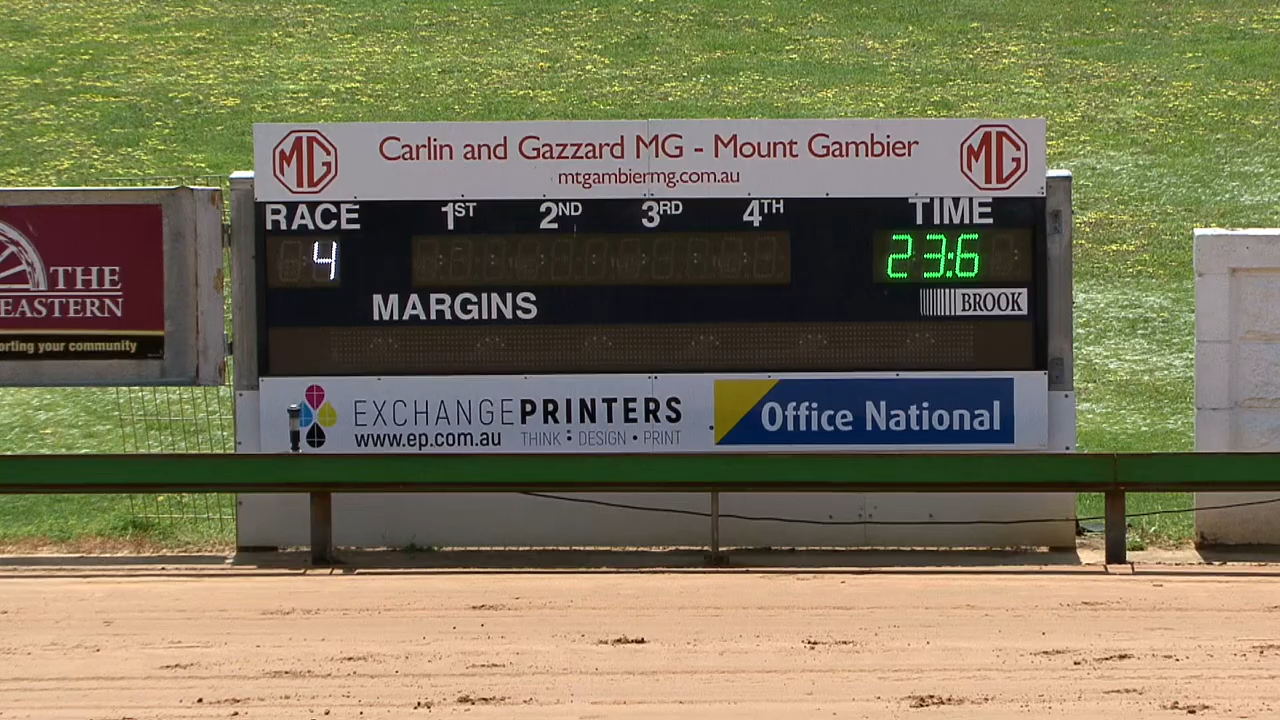 MG Carlin and Gazzard MG - Mount Gambier MG
mtgambiermg.com.au
RACE 1ST 2ND 3RD 4TH TIME
4 23:6
MARGINS BROOK
THE
EASTERN
orting your community
EXCHANGEPRINTERS
www.ep.com.au THINK : DESIGN • PRINT
Office National